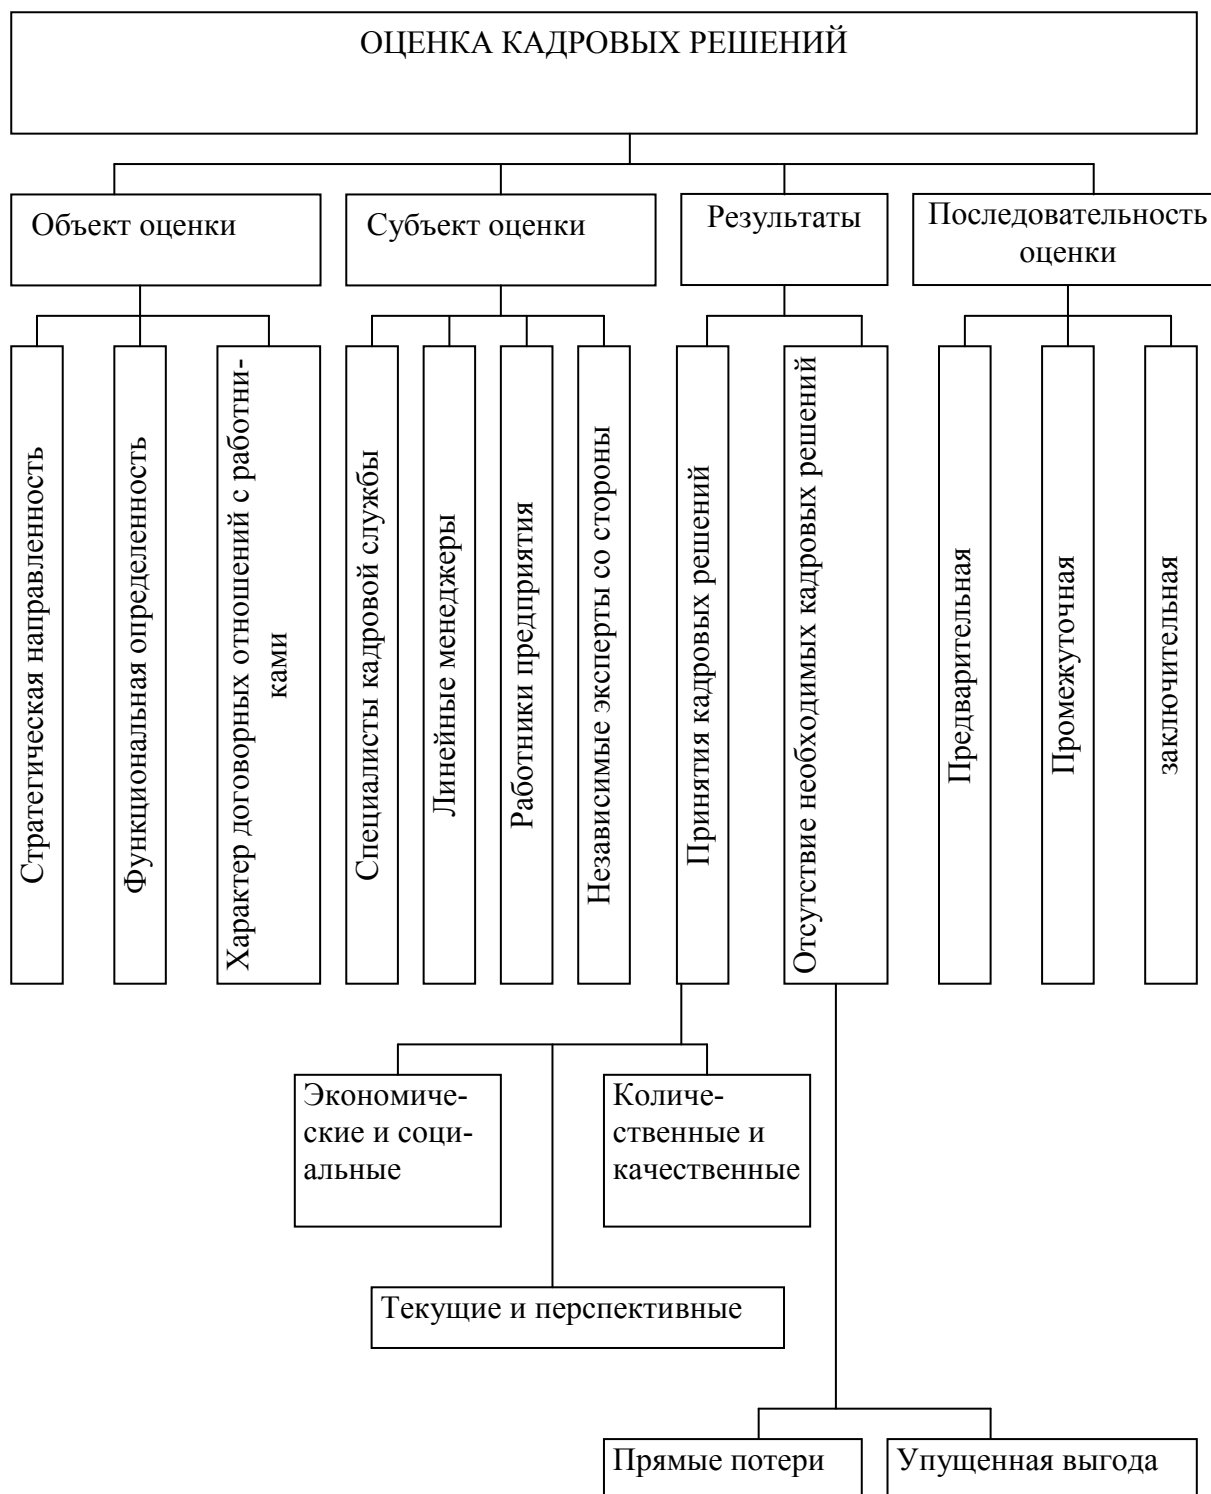 ОЦЕНКА КАДРОВЫХ РЕШЕНИЙ
Объект оценки
Субъект оценки
Результаты
Последовательность
оценки
Стратегическая направленность
Функциональная определенность
Характер договорных отношений с работни-
ками
Специалисты кадровой службы
Линейные менеджеры
Работники предприятия
Независимые эксперты со стороны
Принятия кадровых решений
Отсутствие необходимых кадровых решений
Предварительная
Промежуточная
заключительная
Экономиче-
ские и соци-
альные
Количе-
ственные и
качественные
Текущие и перспективные
Прямые потери
Упущенная выгода